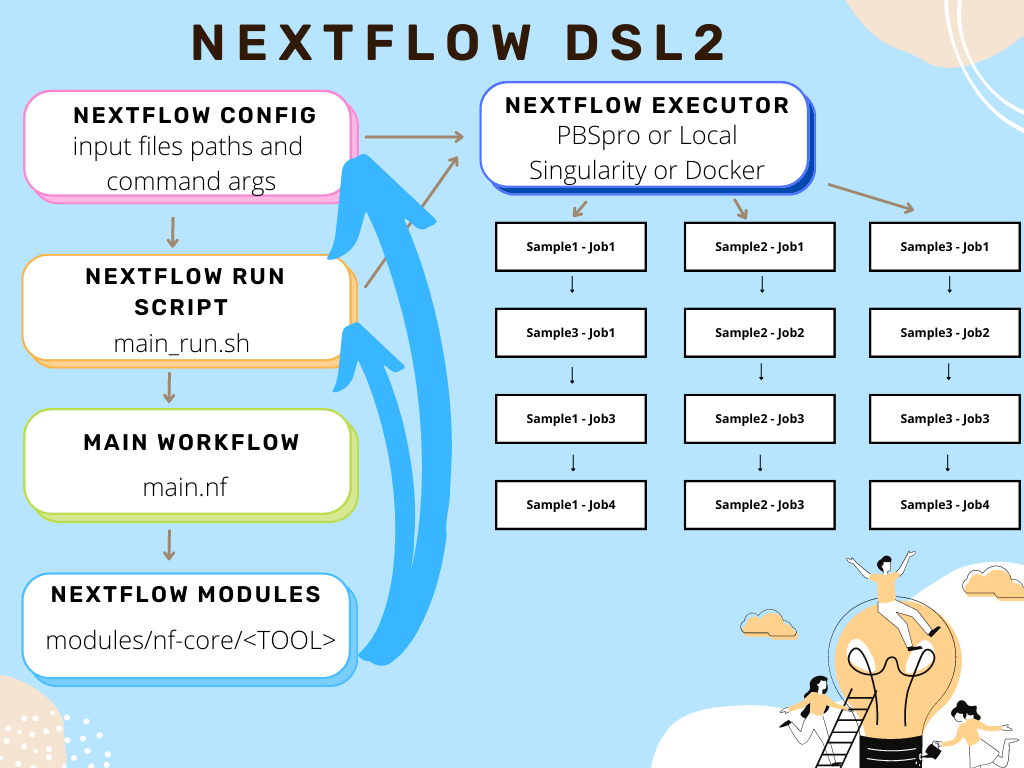 NEXTFLOW DSL2
NEXTFLOW CONFIG
input files paths and
command args
NEXTFLOW RUN
SCRIPT
main_run.sh
MAIN WORKFLOW
main.nf
NEXTFLOW MODULES
modules/nf-core/<TOOL>
NEXTFLOW EXECUTOR
PBSpro or Local
Singularity or Docker
Sample1 - Job1
Sample2 - Job1
Sample3 - Job1
Sample3 - Job1
Sample2 - Job2
Sample3 - Job2
Sample1 - Job3
Sample2 - Job3
Sample3 - Job3
Sample1 - Job4
Sample2 - Job3
Sample3 - Job4